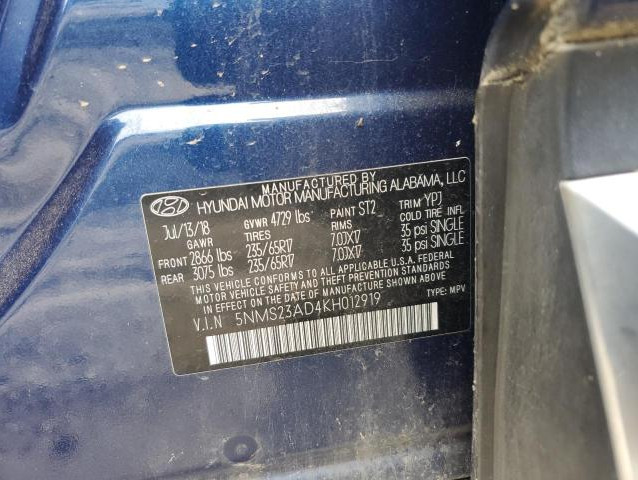 MANUFACTURED BY
HYUNDAI MOTOR MANUFACTURING ALABAMA, LLC
Jul/13/18 GVWR 4729 lbs PAINT ST2 TRIM YPJ
GAWR TIRES RIMS COLD TIRE INFL
FRONT 2866 lbs 235/65R17 7.0JX17 35 psi SINGLE
REAR 3075 lbs 235/65R17 7.0JX17 35 psi SINGLE
THIS VEHICLE CONFORMS TO ALL APPLICABLE U.S.A. FEDERAL
MOTOR VEHICLE SAFETY AND BUMPER AND THEFT PREVENTION
STANDARDS IN EFFECT ON THE DATE OF MANUFACTURE SHOWN ABOVE.
V.I.N 5NMS23AD4KH012919 TYPE: MPV